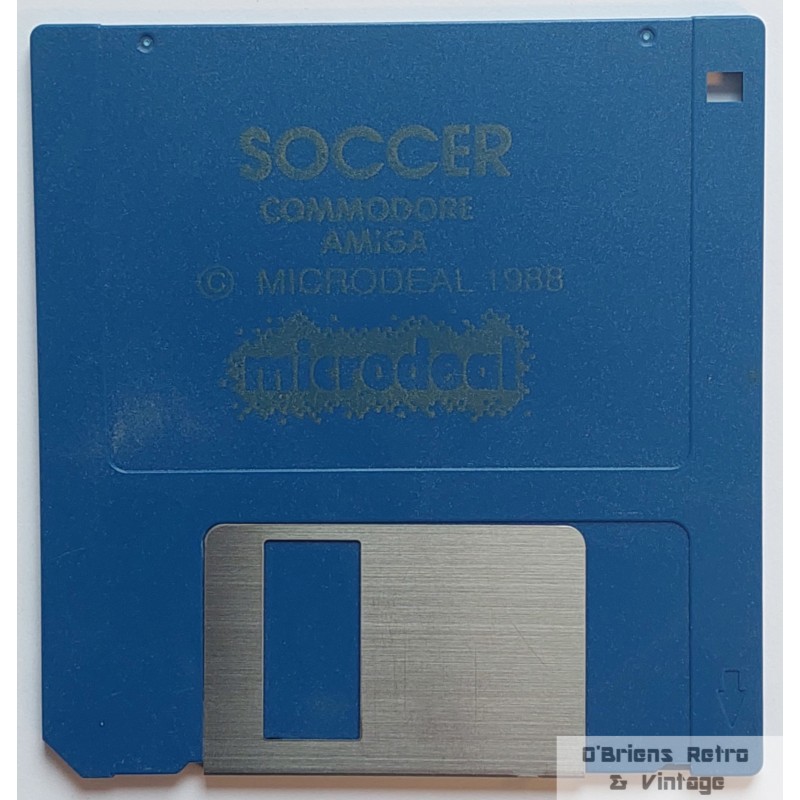 SOCCER
COMMODORE
AMiGA
© MICRODEAL 1988
microdeal
O'Briens Retro
& Vintage